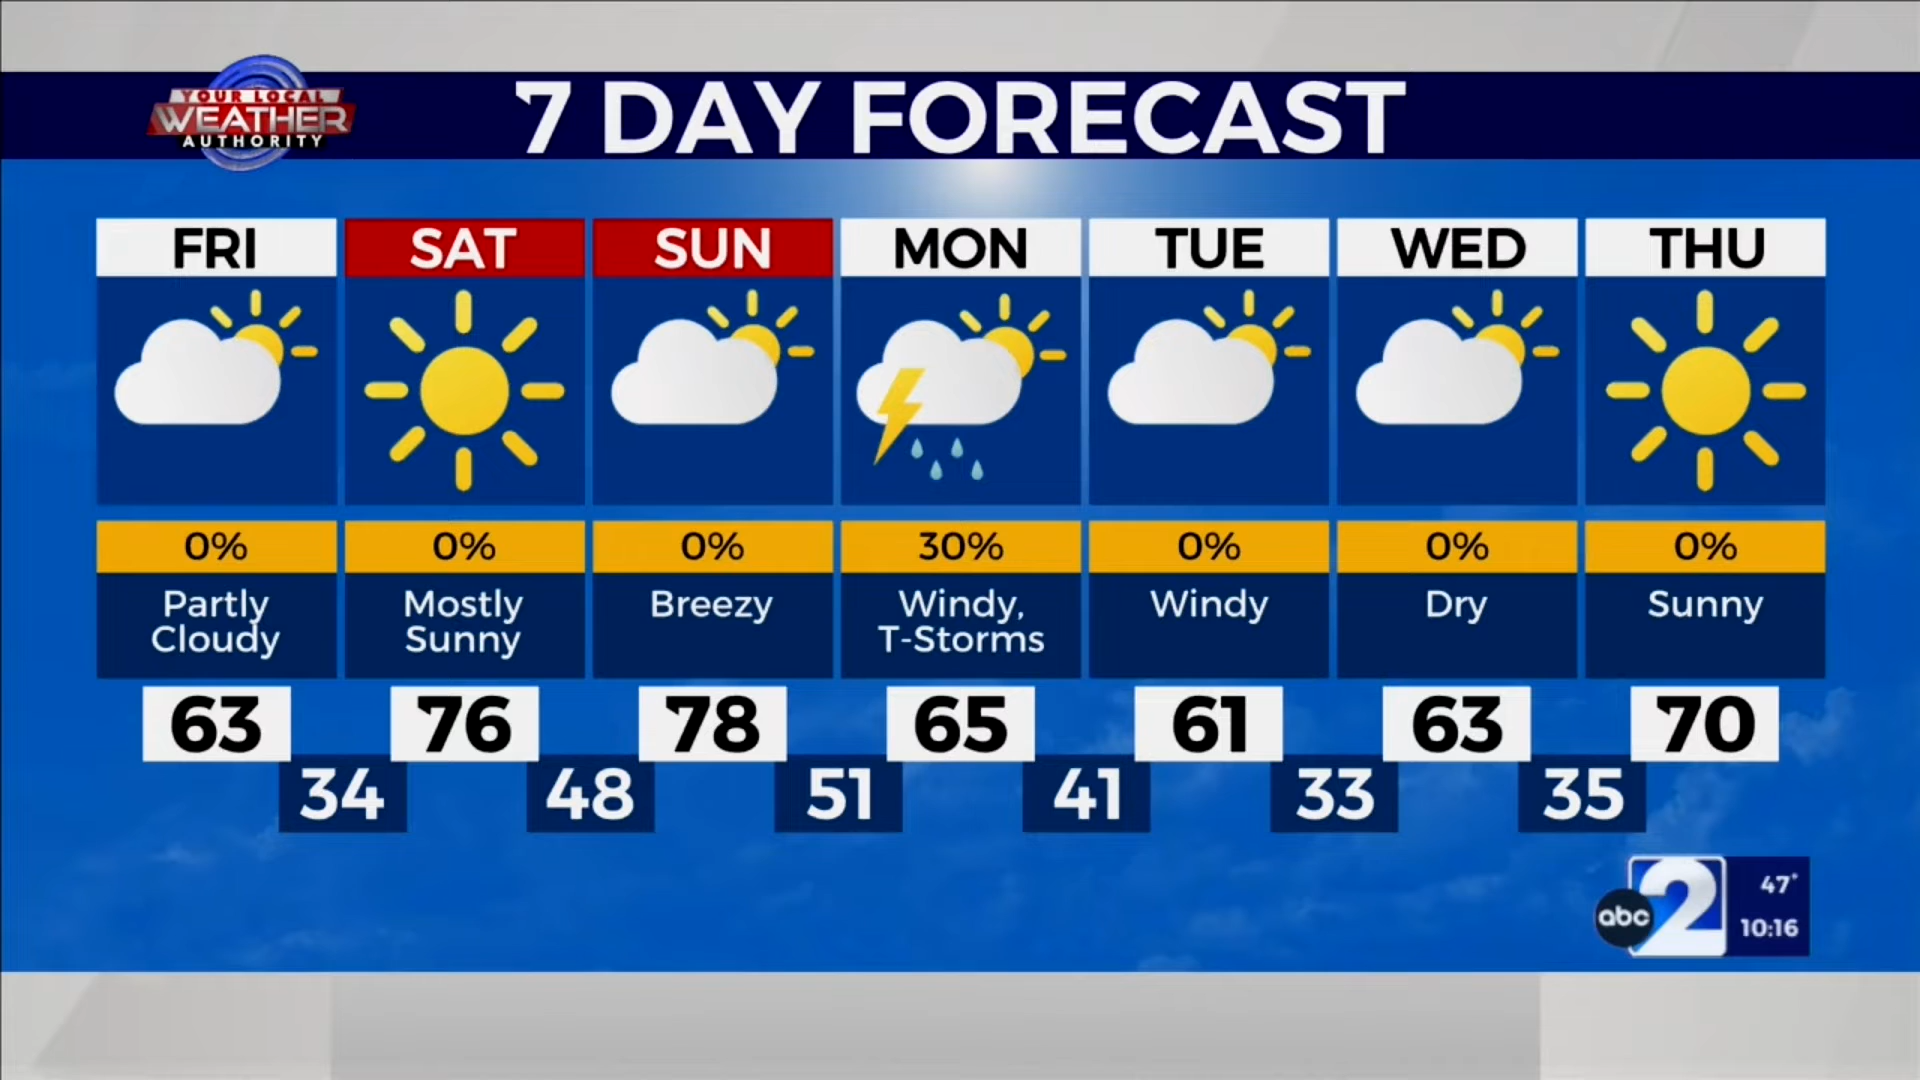 YOUR LOCAL
WEATHER
AUTHORITY
7 DAY FORECAST
FRI SAT SUN MON TUE WED THU
0% 0% 0% 30% 0% 0% 0%
Partly Mostly Breezy Windy, Windy Dry Sunny
Cloudy Sunny T-Storms
63 76 78 65 61 63 70
34 48 51 41 33 35
abc 2 47°
10:16